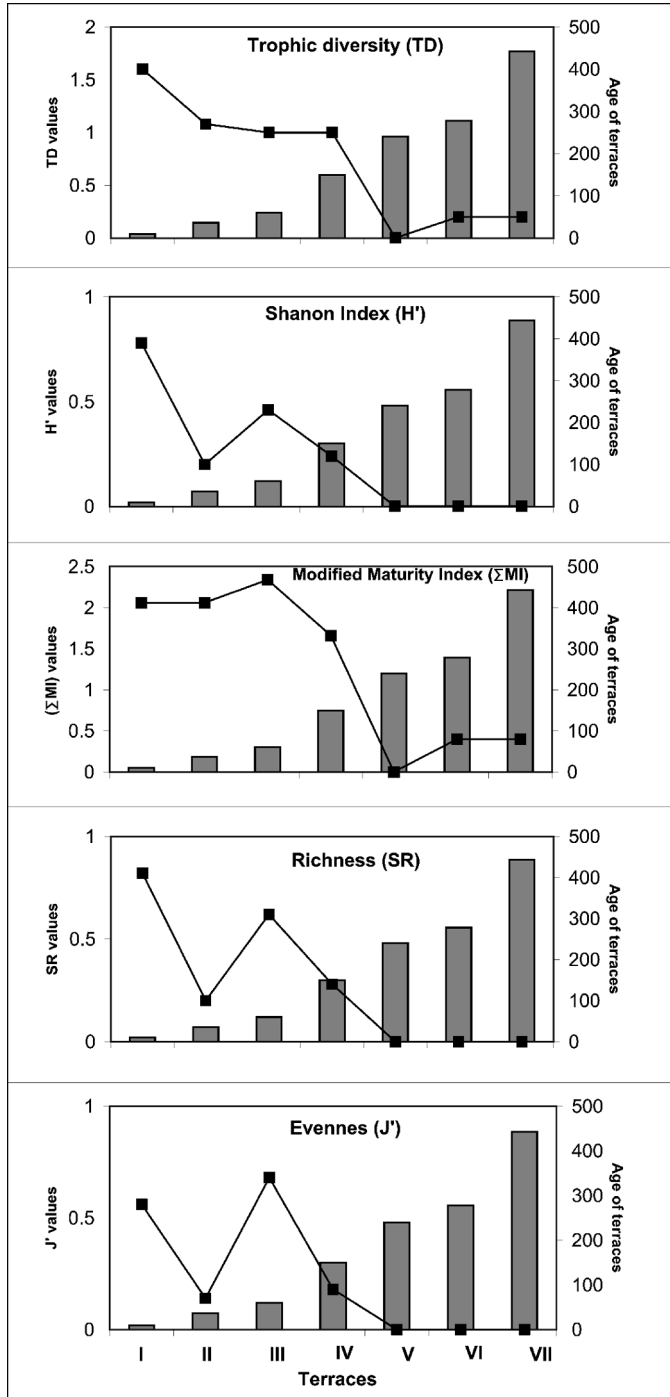 Trophic diversity (TD)
TD values
2
1.5
1
0.5
0
500
400
300
200
100
0
Age of terraces
Shanon Index (H')
H' values
1
0.5
0
500
400
300
200
100
0
Age of terraces
Modified Maturity Index (ΣMI)
(ΣMI) values
2.5
2
1.5
1
0.5
0
500
400
300
200
100
0
Age of terraces
Richness (SR)
SR values
1
0.5
0
500
400
300
200
100
0
Age of terraces
Evennes (J')
J' values
1
0.5
0
500
400
300
200
100
0
Age of terraces
I II III IV V VI VII
Terraces